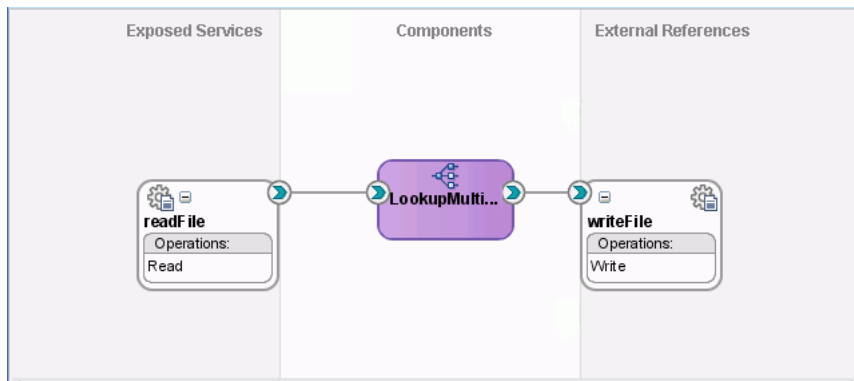 Exposed Services
Components
External References
readFile
Operations:
Read
LookupMulti...
writeFile
Operations:
Write